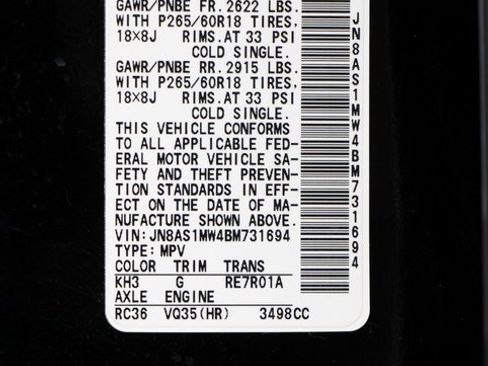 GAWR/PNBE FR. 2622 LBS.
WITH P265/60R18 TIRES,
18×8J RIMS.AT 33 PSI
COLD SINGLE.
GAWR/PNBE RR. 2915 LBS.
WITH P265/60R18 TIRES,
18×8J RIMS.AT 33 PSI
COLD SINGLE.
THIS VEHICLE CONFORMS
TO ALL APPLICABLE FED-
ERAL MOTOR VEHICLE SA-
FETY AND THEFT PREVEN-
TION STANDARDS IN EFF-
ECT ON THE DATE OF MA-
NUFACTURE SHOWN ABOVE.
VIN:JN8AS1MW4BM731694
TYPE:MPV
COLOR TRIM TRANS
KH3 G RE7R01A
AXLE ENGINE
RC36 VQ35(HR) 3498CC
JN8AS1MW4BM731694